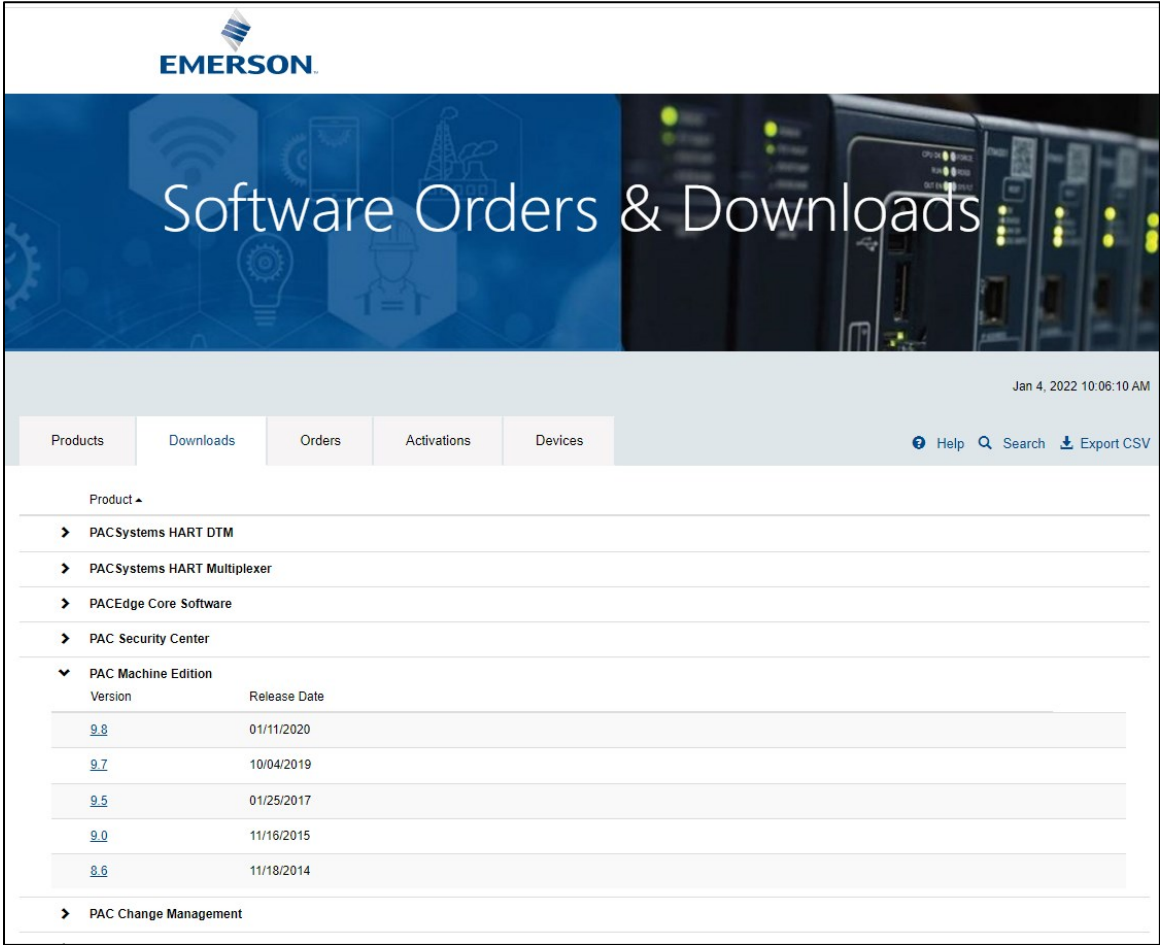 EMERSON™
Software Orders & Downloads
Jan 4, 2022 10:06:10 AM
Products Downloads Orders Activations Devices Help Search Export CSV
Product
PACSystems HART DTM
PACSystems HART Multiplexer
PACEdge Core Software
PAC Security Center
PAC Machine Edition
Version Release Date
9.8 01/11/2020
9.7 10/04/2019
9.5 01/25/2017
9.0 11/16/2015
8.6 11/18/2014
PAC Change Management